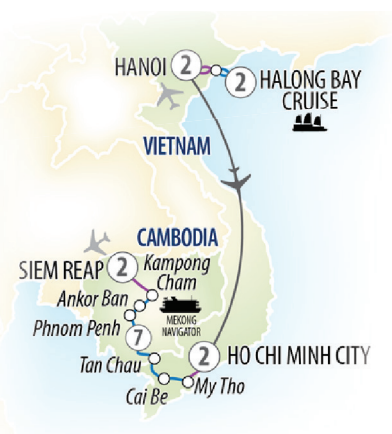 HANOI 2
2 HALONG BAY
CRUISE
VIETNAM
CAMBODIA
SIEM REAP 2 Kampong
Cham
Ankor Ban
MEKONG
NAVIGATOR
Phnom Penh
7
2 HO CHI MINH CITY
Tan Chau
My Tho
Cai Be